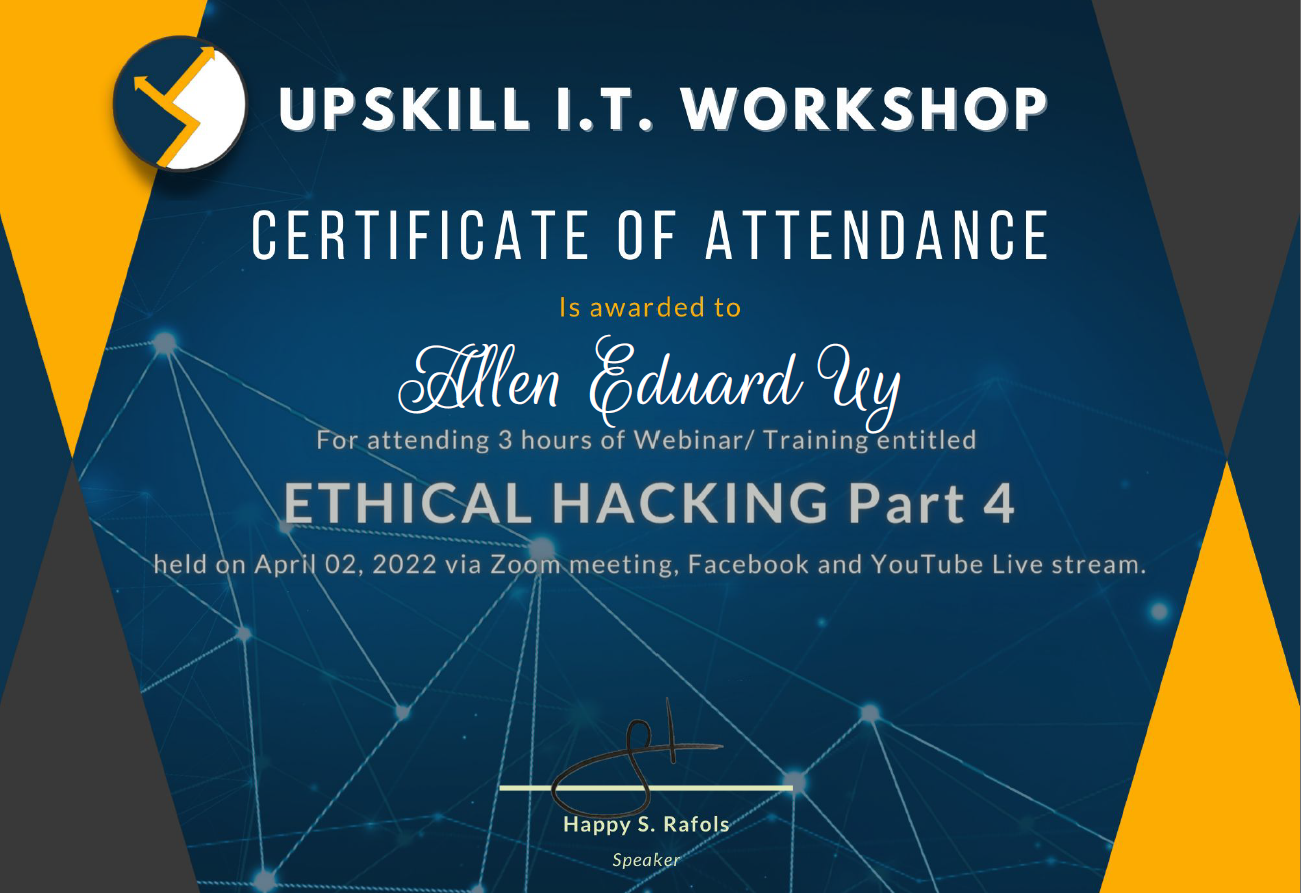 UPSKILL I.T. WORKSHOP
CERTIFICATE OF ATTENDANCE
Is awarded to
Allen Eduard Uy
For attending 3 hours of Webinar/ Training entitled
ETHICAL HACKING Part 4
held on April 02, 2022 via Zoom meeting, Facebook and YouTube Live stream.
Happy S. Rafols
Speaker